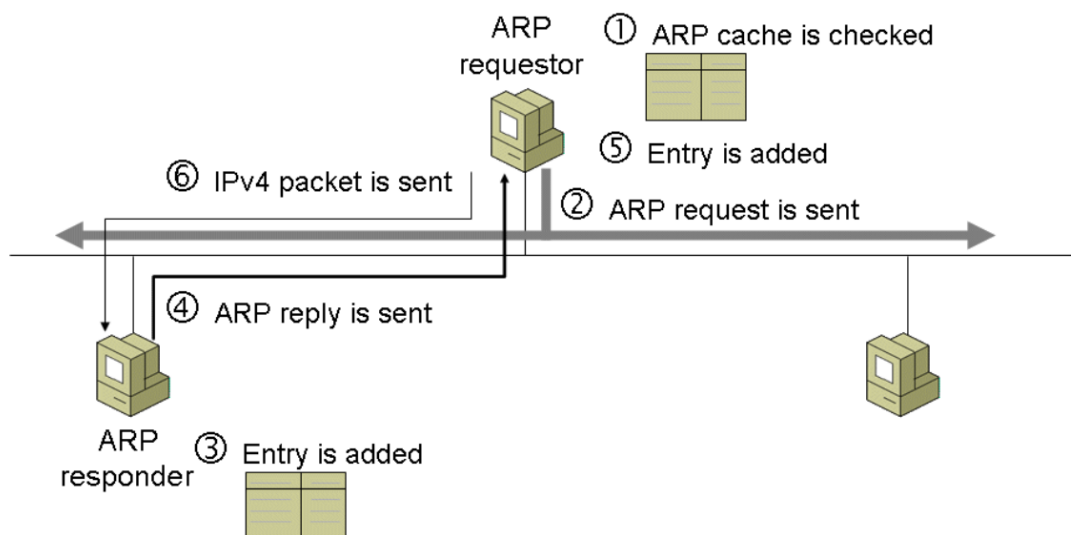 ARP
requestor
① ARP cache is checked
⑤ Entry is added
⑥ IPv4 packet is sent
② ARP request is sent
④ ARP reply is sent
ARP
responder
③ Entry is added